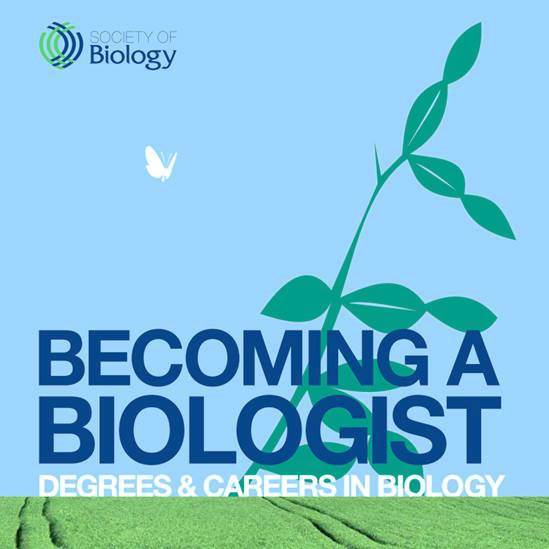 SOCIETY OF
Biology
BECOMING A
BIOLOGIST
DEGREES & CAREERS IN BIOLOGY